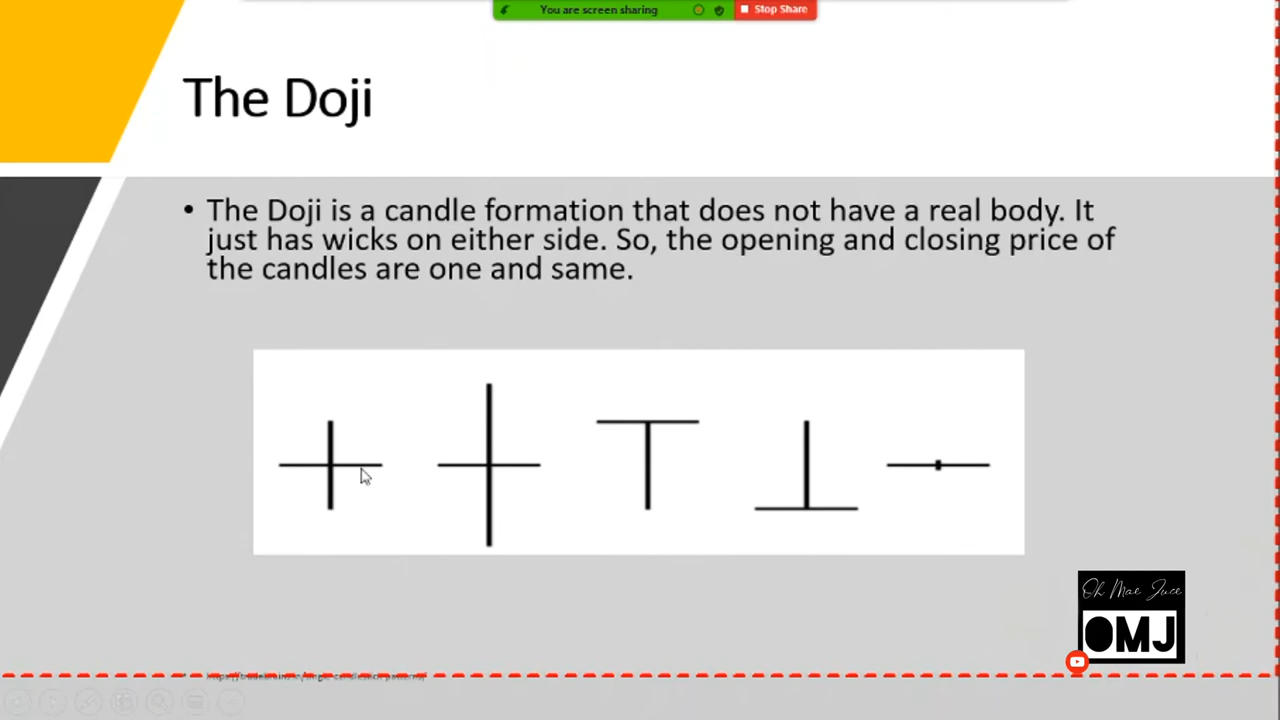 You are screen sharing
Stop Share
The Doji
• The Doji is a candle formation that does not have a real body. It
just has wicks on either side. So, the opening and closing price of
the candles are one and same.
Oh Mae Juce
OMJ